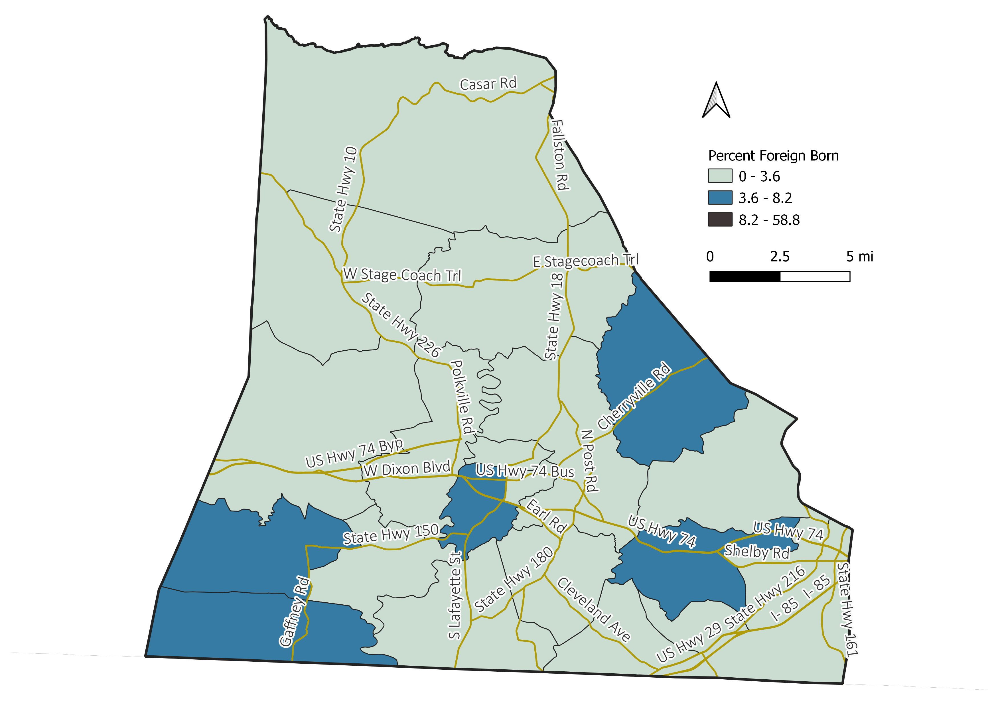 Casar Rd
Fallston Rd
Percent Foreign Born
0 - 3.6
3.6 - 8.2
8.2 - 58.8
State Hwy 10
0 2.5 5 mi
E Stagecoach Trl
W Stage Coach Trl
State Hwy 18
State Hwy 226
Polkville Rd
Cherryville Rd
N Post Rd
US Hwy 74 Byp
W Dixon Blvd
US Hwy 74 Bus
Earl Rd
US Hwy 74
US Hwy 74
State Hwy 150
Shelby Rd
State Hwy 180
S Lafayette St
Gaffney Rd
Cleveland Ave
State Hwy 216
I- 85
I- 85
US Hwy 29
State Hwy 161